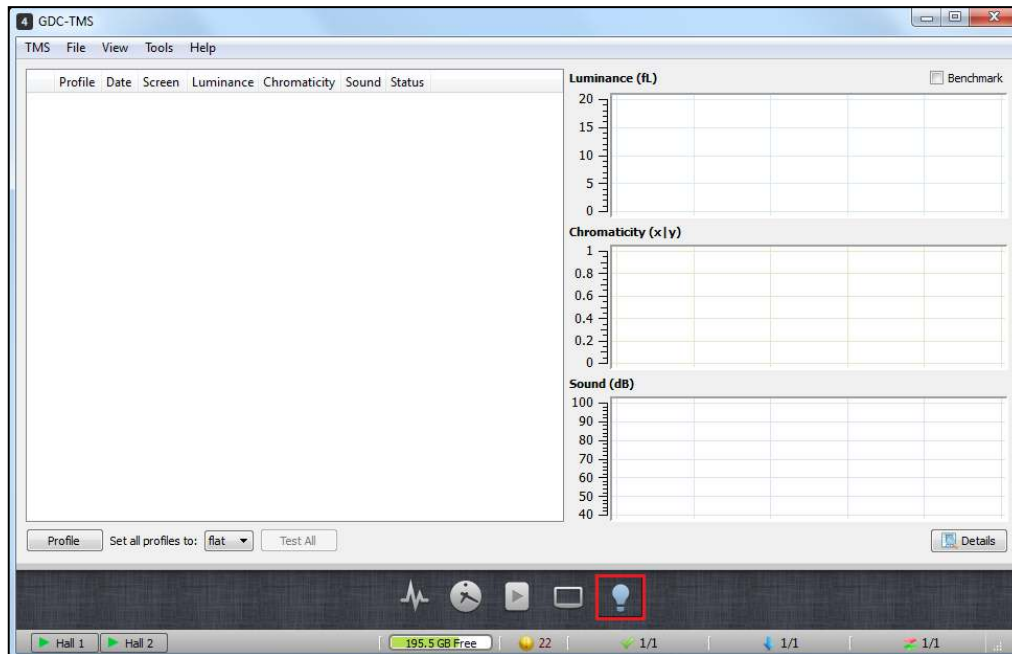 4 GDC-TMS
TMS File View Tools Help
Profile Date Screen Luminance Chromaticity Sound Status
Luminance (fL)
Benchmark
20
15
10
5
0
Chromaticity (x|y)
1
0.8
0.6
0.4
0.2
0
Sound (dB)
100
90
80
70
60
50
40
Profile Set all profiles to: flat Test All
Details
Hall 1 Hall 2 195.5 GB Free 22 1/1 1/1 1/1